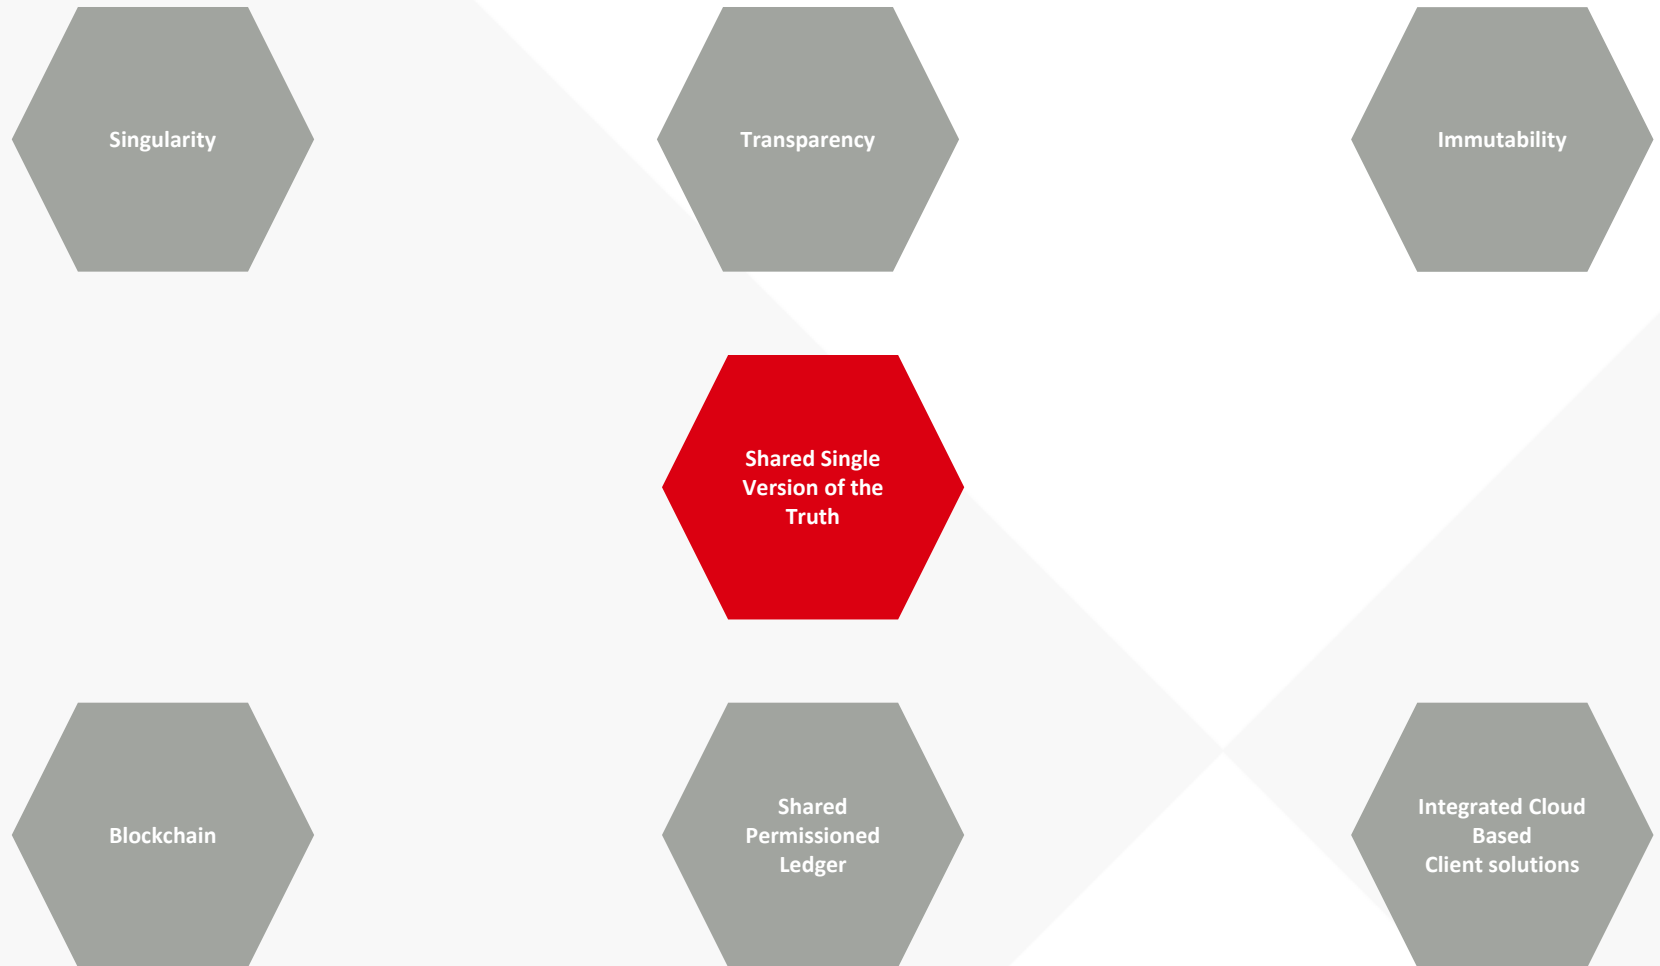 Singularity
Transparency
Immutability
Shared Single
Version of the
Truth
Blockchain
Shared
Permissioned
Ledger
Integrated Cloud
Based
Client solutions